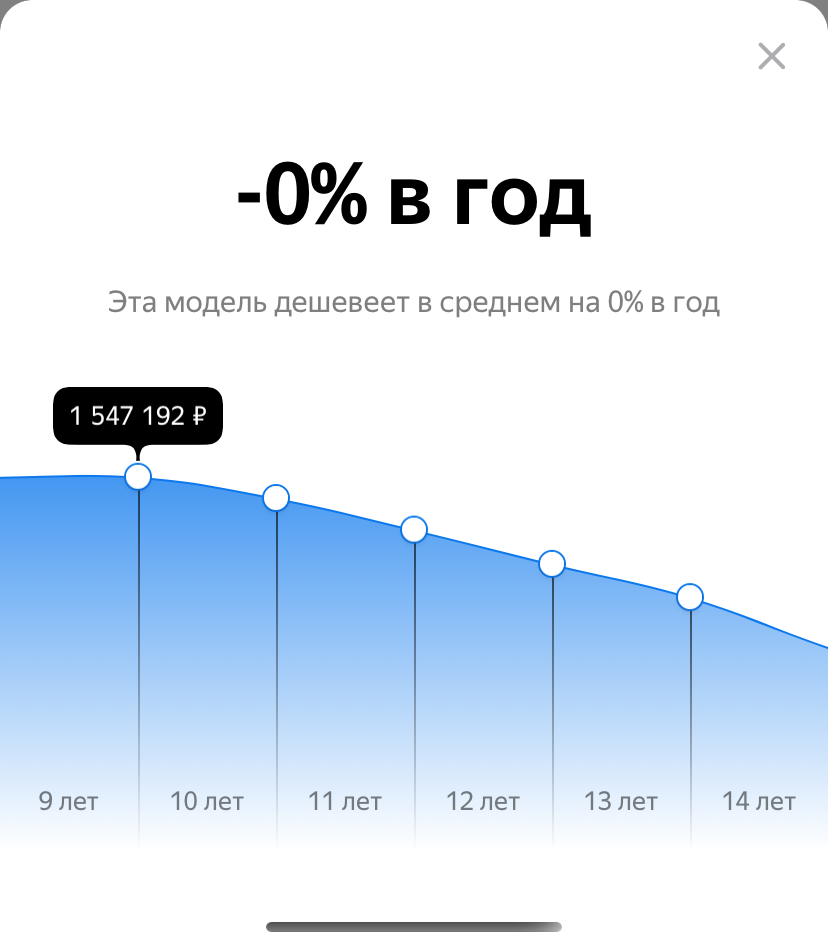 -0% в год
Эта модель дешевеет в среднем на 0% в год
1 547 192 ₽
9 лет
10 лет
11 лет
12 лет
13 лет
14 лет